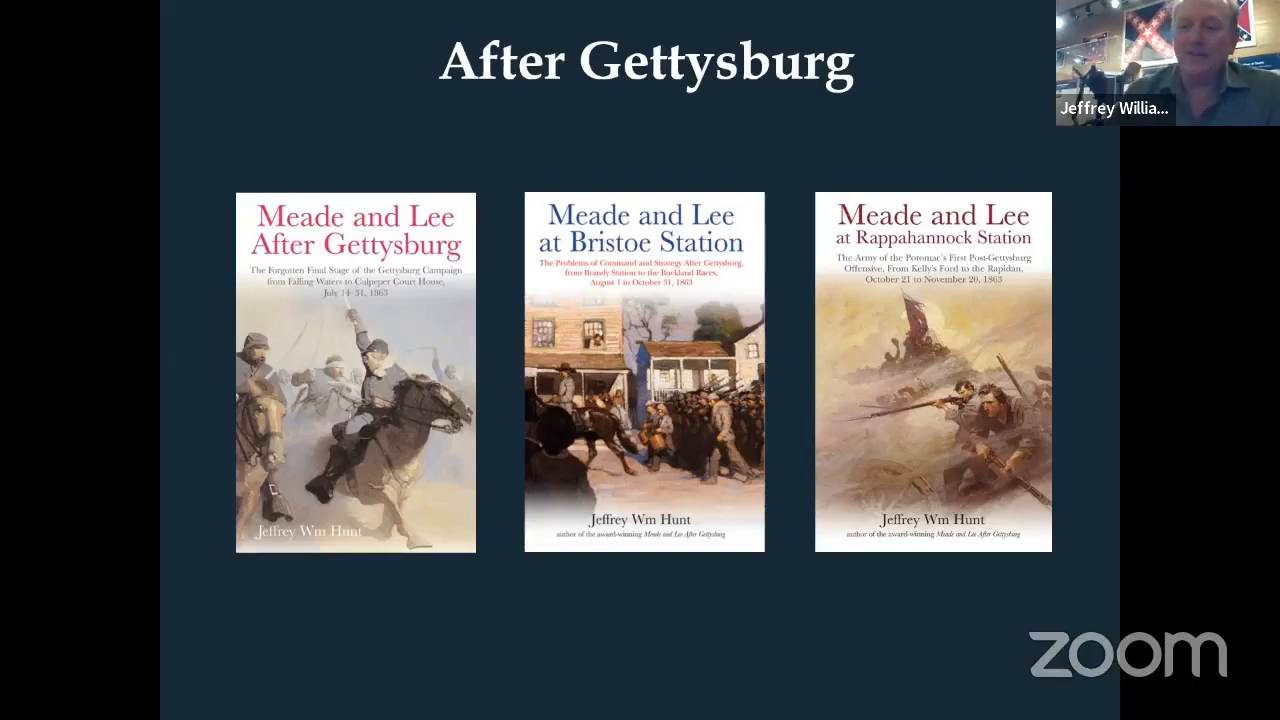 After Gettysburg
Jeffrey Willia...
Meade and Lee
After Gettysburg
The Forgotten Final Stage of the Gettysburg Campaign
from Falling Waters to Culpeper Court House,
July 14–31, 1863
Jeffrey Wm Hunt
Meade and Lee
at Bristoe Station
The Problems of Command and Strategy After Gettysburg,
from Brandy Station to the Buckland Races,
August 1 to October 31, 1863
Jeffrey Wm Hunt
author of the award-winning Meade and Lee After Gettysburg
Meade and Lee
at Rappahannock Station
The Army of the Potomac's First Post-Gettysburg
Offensive, From Kelly's Ford to the Rapidan,
October 21 to November 20, 1863
Jeffrey Wm Hunt
author of the award-winning Meade and Lee After Gettysburg
zoom